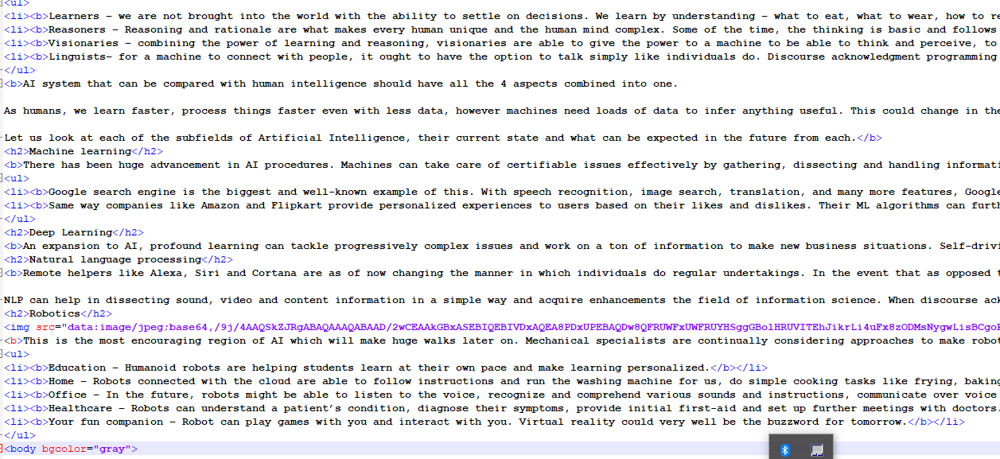 <ul>
<li><b>Learners – we are not brought into the world with the ability to settle on decisions. We learn by understanding – what to eat, what to wear, how to re
<li><b>Reasoners – Reasoning and rationale are what makes every human unique and the human mind complex. Some of the time, the thinking is basic and follows
<li><b>Visionaries – combining the power of learning and reasoning, visionaries are able to give the power to a machine to be able to think and perceive, to
<li><b>Linguists– for a machine to connect with people, it ought to have the option to talk simply like individuals do. Discourse acknowledgment programming
</ul>
<b>AI system that can be compared with human intelligence should have all the 4 aspects combined into one.
As humans, we learn faster, process things faster even with less data, however machines need loads of data to infer anything useful. This could change in the
Let us look at each of the subfields of Artificial Intelligence, their current state and what can be expected in the future from each.</b>
<h2>Machine learning</h2>
<b>There has been huge advancement in AI procedures. Machines can take care of certifiable issues effectively by gathering, dissecting and handling informati
<ul>
<li><b>Google search engine is the biggest and well-known example of this. With speech recognition, image search, translation, and many more features, Google
<li><b>Same way companies like Amazon and Flipkart provide personalized experiences to users based on their likes and dislikes. Their ML algorithms can furth
</ul>
<h2>Deep Learning</h2>
<b>An expansion to AI, profound learning can tackle progressively complex issues and work on a ton of information to make new business situations. Self-drivi
<h2>Natural language processing</h2>
<b>Remote helpers like Alexa, Siri and Cortana are as of now changing the manner in which individuals do regular undertakings. In the event that as opposed t
NLP can help in dissecting sound, video and content information in a simple way and acquire enhancements the field of information science. When discourse ack
<h2>Robotics</h2>
<img src="data:image/jpeg;base64,/9j/4AAQSkZJRgABAQAAAQABAAD/2wCEAAkGBxASEBIQEBIVDxAQEA8PDxUPEBAQDw8QFRUWFxUWFRUYHSggGBolHRUVITEhJikrLi4uFx8zODMsNygwLisBCgoK
<b>This is the most encouraging region of AI which will make huge walks later on. Mechanical specialists are continually considering approaches to make robot
<ul>
<li><b>Education – Humanoid robots are helping students learn at their own pace and make learning personalized.</b></li>
<li><b>Home – Robots connected with the cloud are able to follow instructions and run the washing machine for us, do simple cooking tasks like frying, baking
<li><b>Office – In the future, robots might be able to listen to the voice, recognize and comprehend various sounds and instructions, communicate over voice
<li><b>Healthcare – Robots can understand a patient's condition, diagnose their symptoms, provide initial first-aid and set up further meetings with doctors.
<li><b>Your fun companion – Robot can play games with you and interact with you. Virtual reality could very well be the buzzword for tomorrow.</b></li>
</ul>
<body bgcolor="gray">